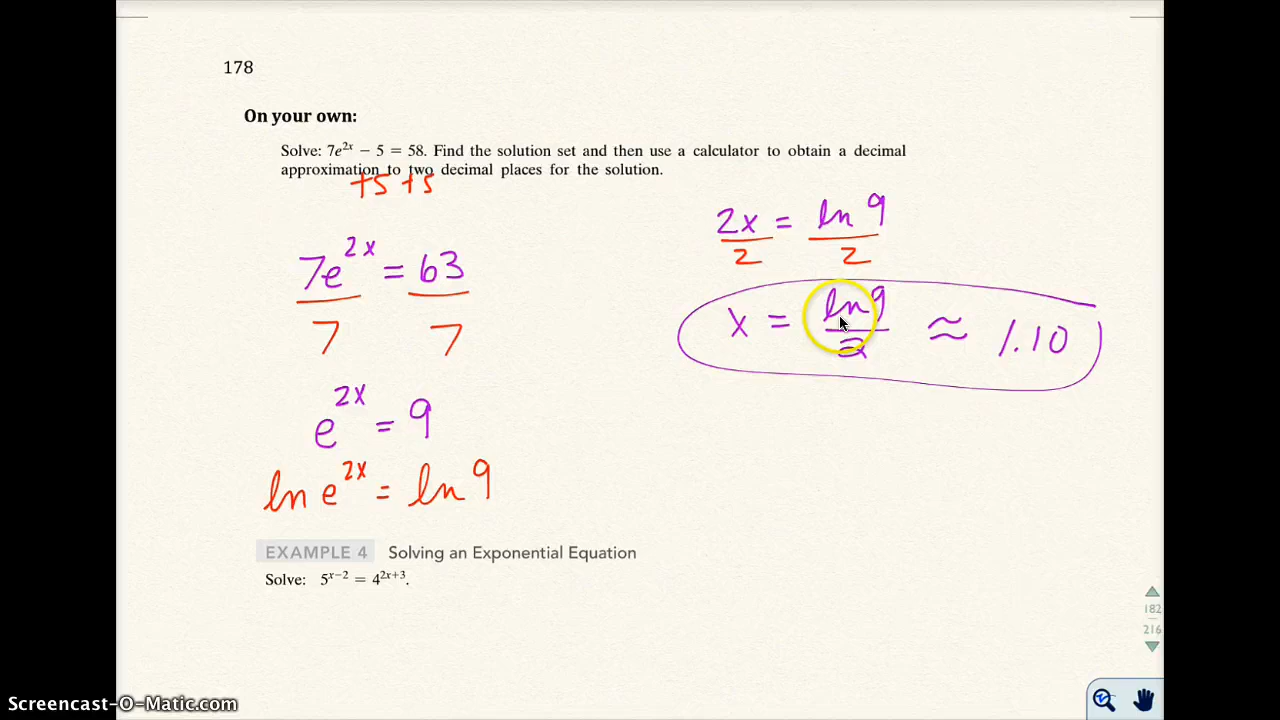 178
On your own:
Solve: 7e^{2x} − 5 = 58. Find the solution set and then use a calculator to obtain a decimal
approximation to two decimal places for the solution.
+5 +5
7e^{2x} = 63
7 7
e^{2x} = 9
ln e^{2x} = ln 9
2x = ln 9
2 2
x = ln 9 / 2 ≈ 1.10
EXAMPLE 4 Solving an Exponential Equation
Solve: 5^{x−2} = 4^{2x+3}.
182
216
Screencast-O-Matic.com